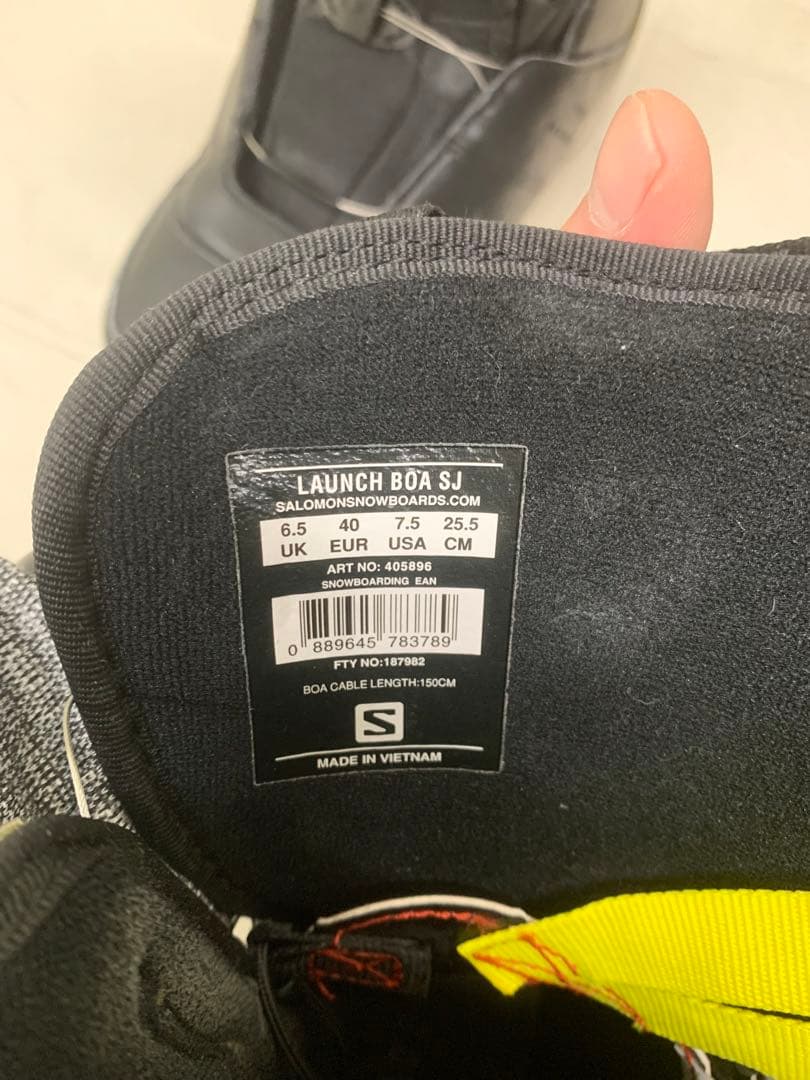 LAUNCH BOA SJ
SALOMONSNOWBOARDS.COM
6.5 40 7.5 25.5
UK EUR USA CM
ART NO: 405896
SNOWBOARDING EAN
0 889645 783789
FTY NO:187982
BOA CABLE LENGTH:150CM
S
MADE IN VIETNAM